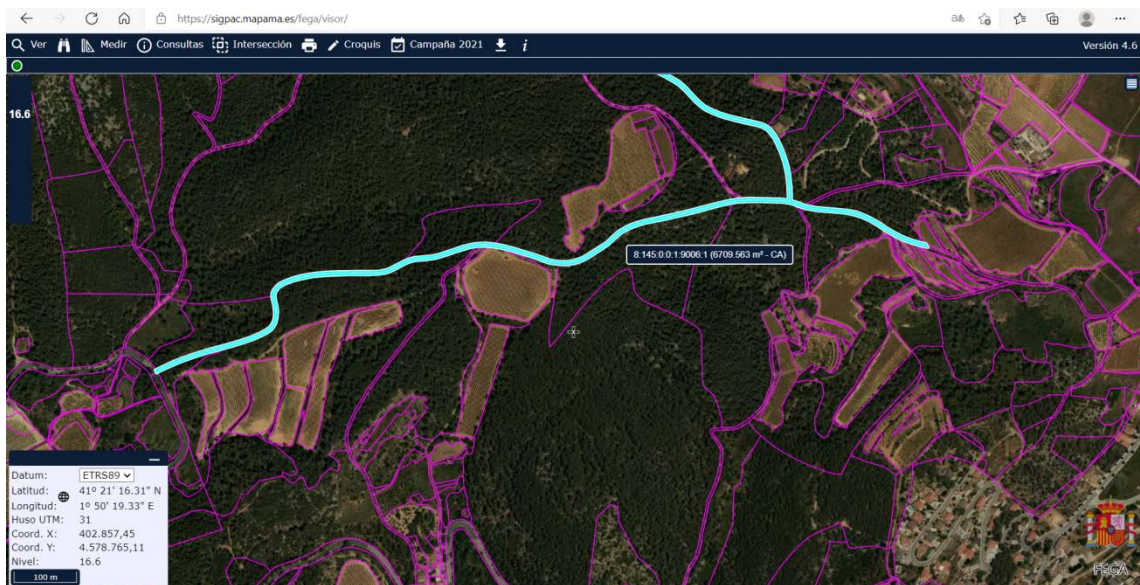 https://sigpac.mapama.es/fega/visor/
Ver Medir Consultas Intersección Croquis Campaña 2021 i Versión 4.6
16.6
8:145:0:0:1:9006:1 (6709.563 m² - CA)
Datum: ETRS89
Latitud: 41º 21' 16.31" N
Longitud: 1º 50' 19.33" E
Huso UTM: 31
Coord. X: 402.857,45
Coord. Y: 4.578.765,11
Nivel: 16.6
100 m
FEGA